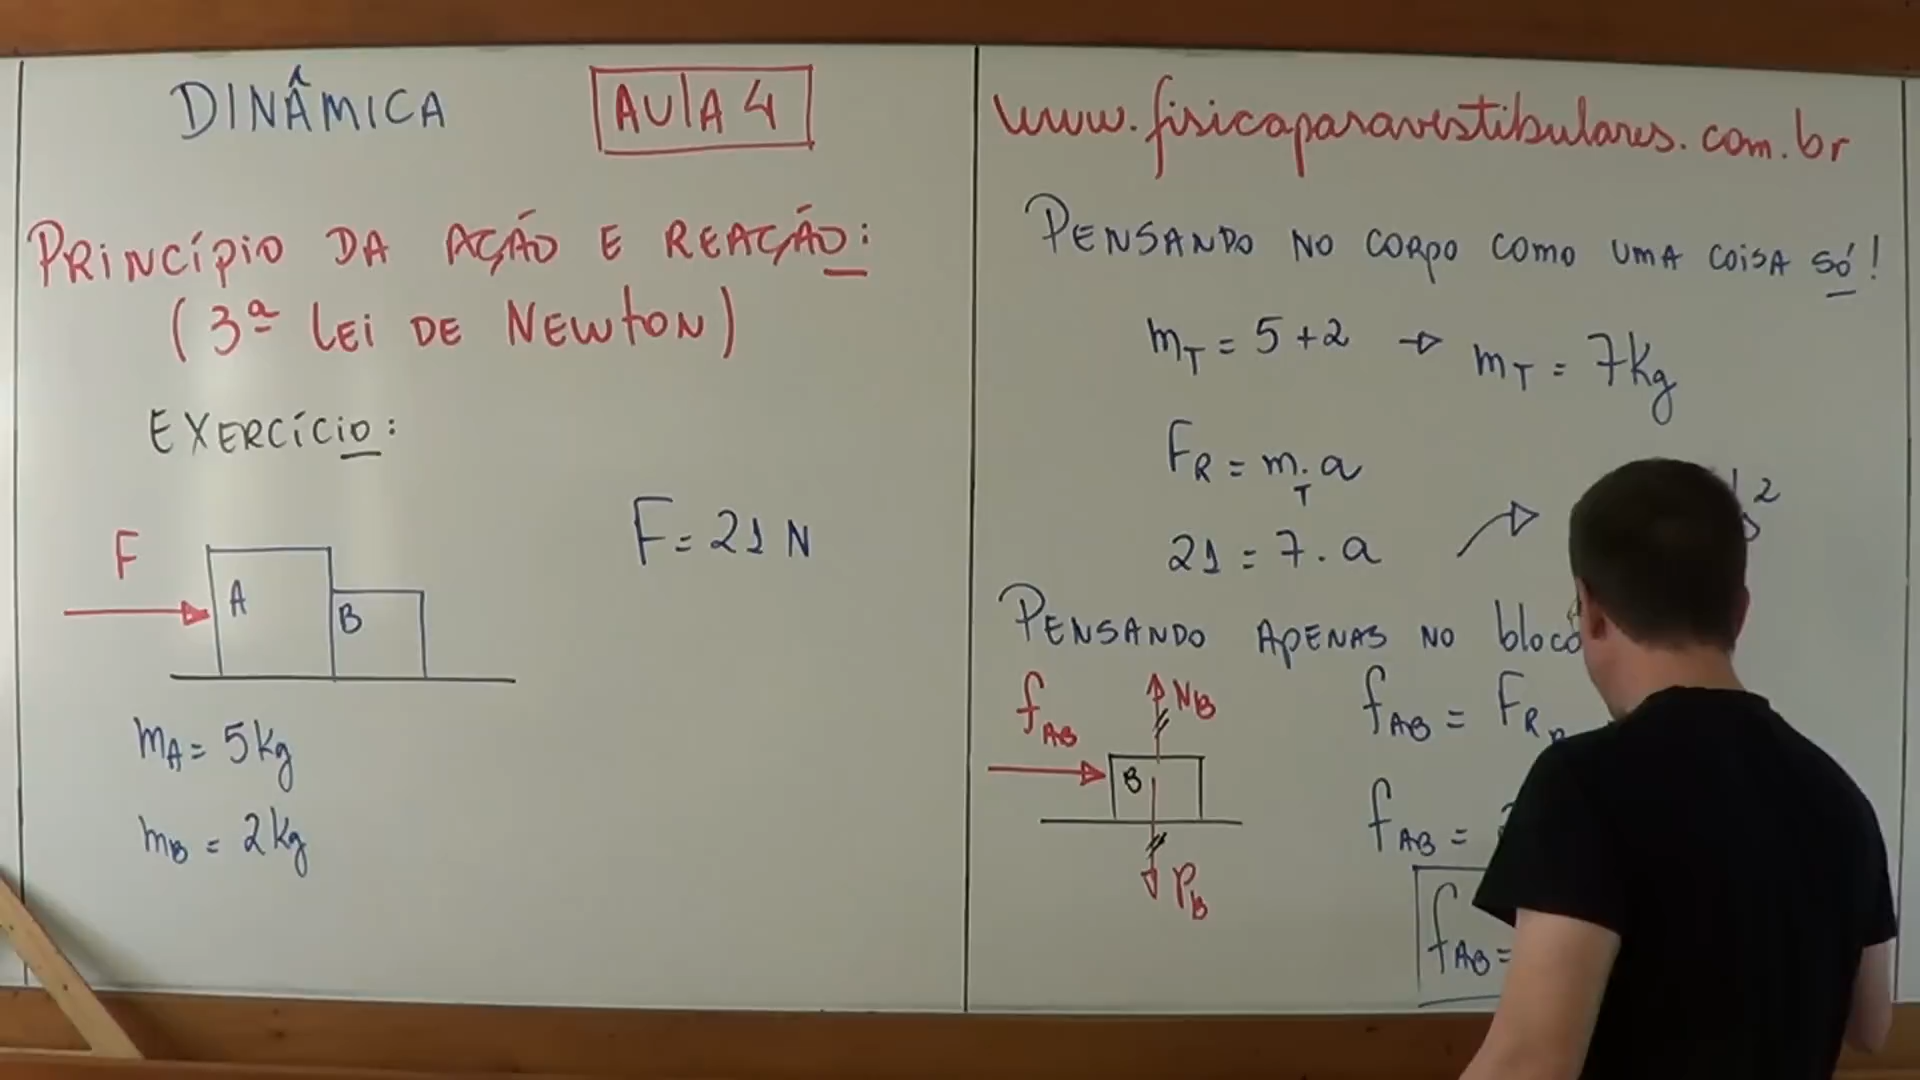 DINÂMICA
AULA 4
PRINCÍPIO DA AÇÃO E REAÇÃO:
(3ª LEI DE NEWTON)
EXERCÍCIO:
F
F = 21 N
A
B
mA = 5kg
mB = 2kg
www.fisicaparavestibulares.com.br
PENSANDO NO CORPO COMO UMA COISA SÓ!
mT = 5 + 2 → mT = 7kg
FR = mT . a
21 = 7 . a
2
PENSANDO APENAS NO bloco
fAB
NB
B
PB
fAB = FR
fAB =
fAB =